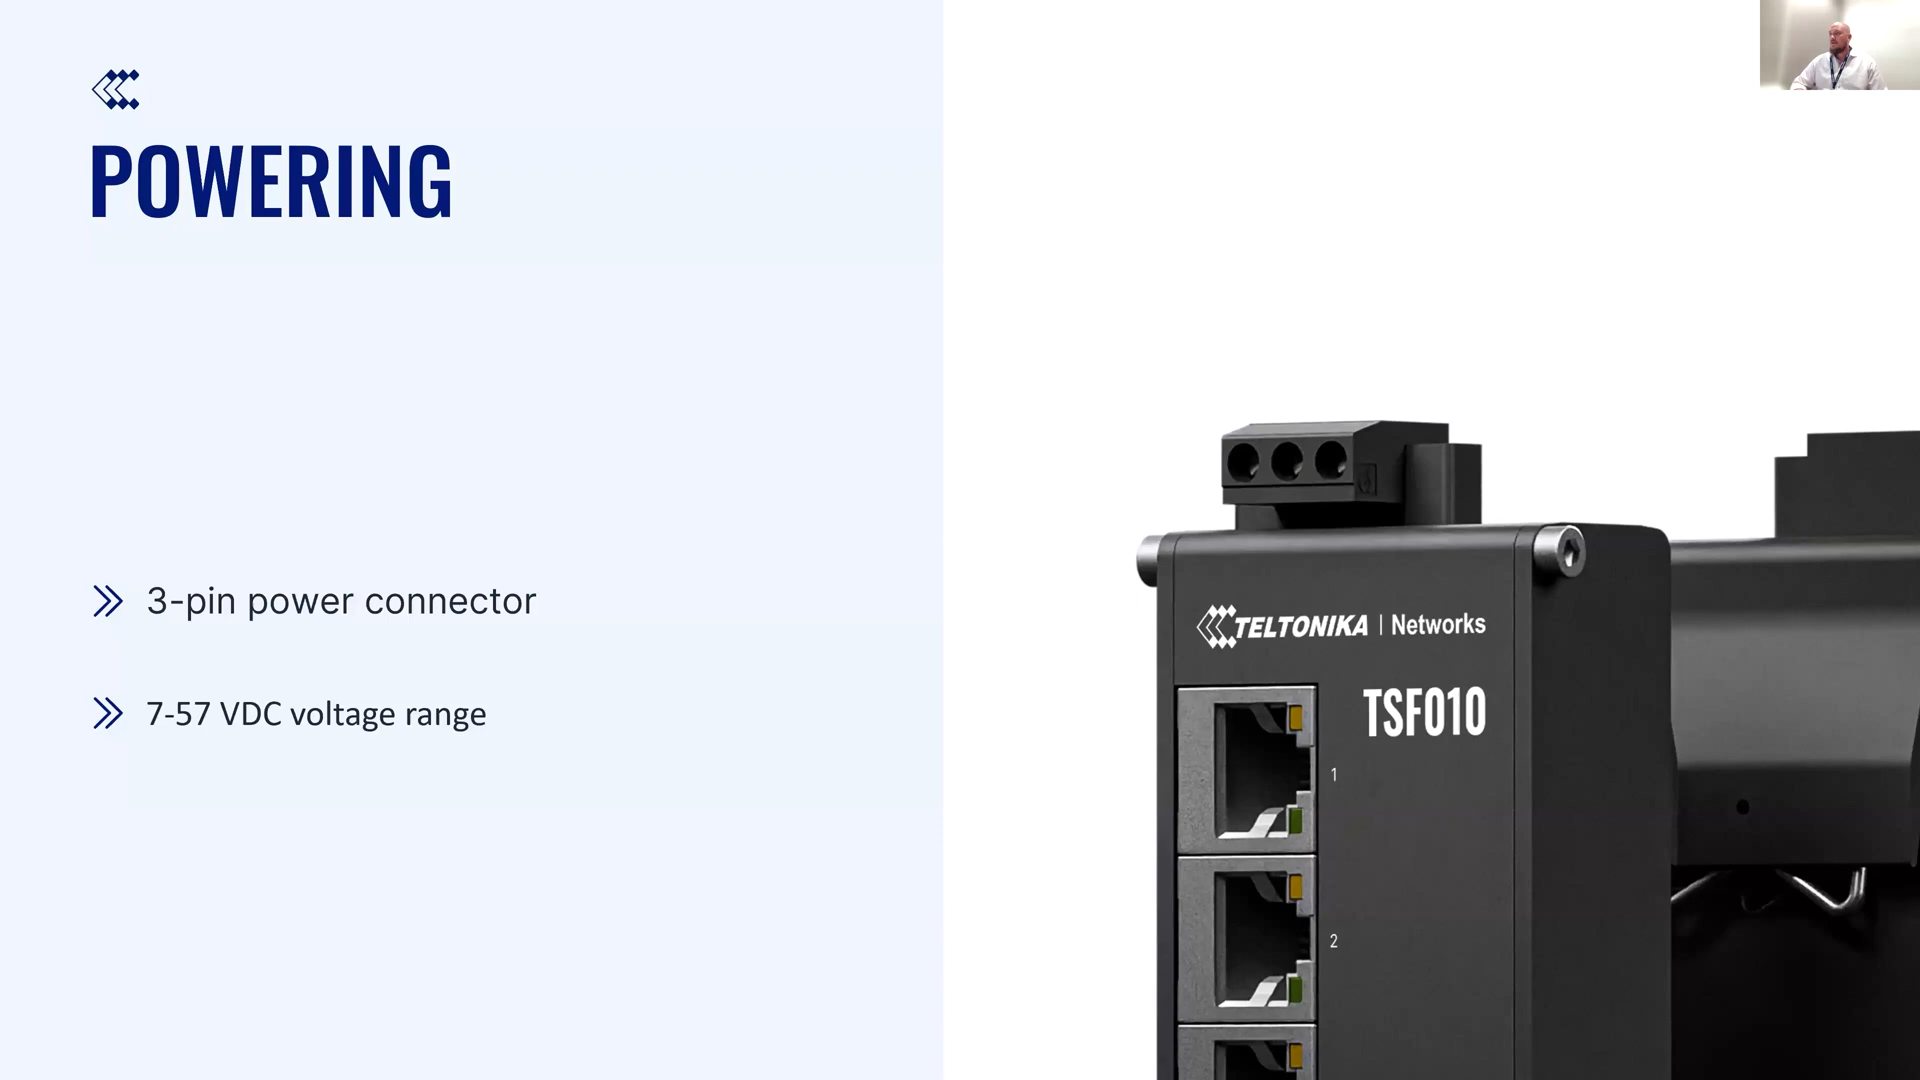 POWERING
3-pin power connector
7-57 VDC voltage range
TELTONIKA | Networks
TSF010
1
2